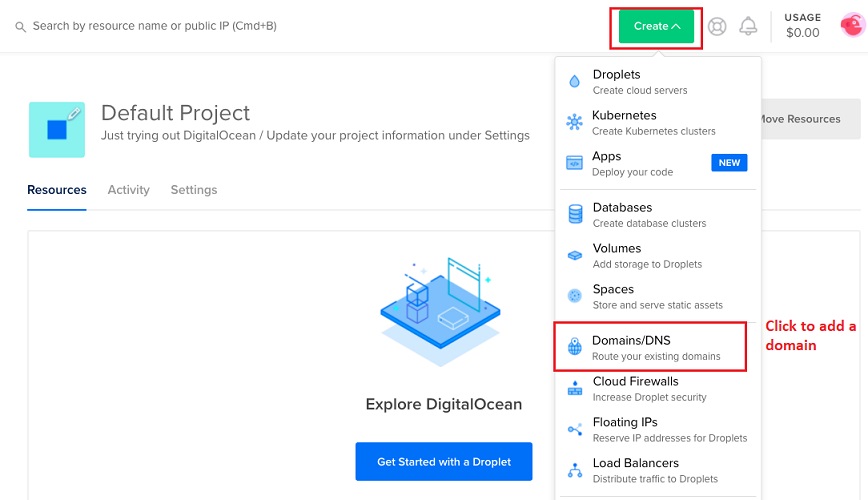 Search by resource name or public IP (Cmd+B)
Create
USAGE
$0.00
Default Project
Just trying out DigitalOcean / Update your project information under Settings
Move Resources
Resources
Activity
Settings
Droplets
Create cloud servers
Kubernetes
Create Kubernetes clusters
Apps
Deploy your code
NEW
Databases
Create database clusters
Volumes
Add storage to Droplets
Spaces
Store and serve static assets
Domains/DNS
Route your existing domains
Click to add a
domain
Cloud Firewalls
Increase Droplet security
Floating IPs
Reserve IP addresses for Droplets
Load Balancers
Distribute traffic to Droplets
Explore DigitalOcean
Get Started with a Droplet